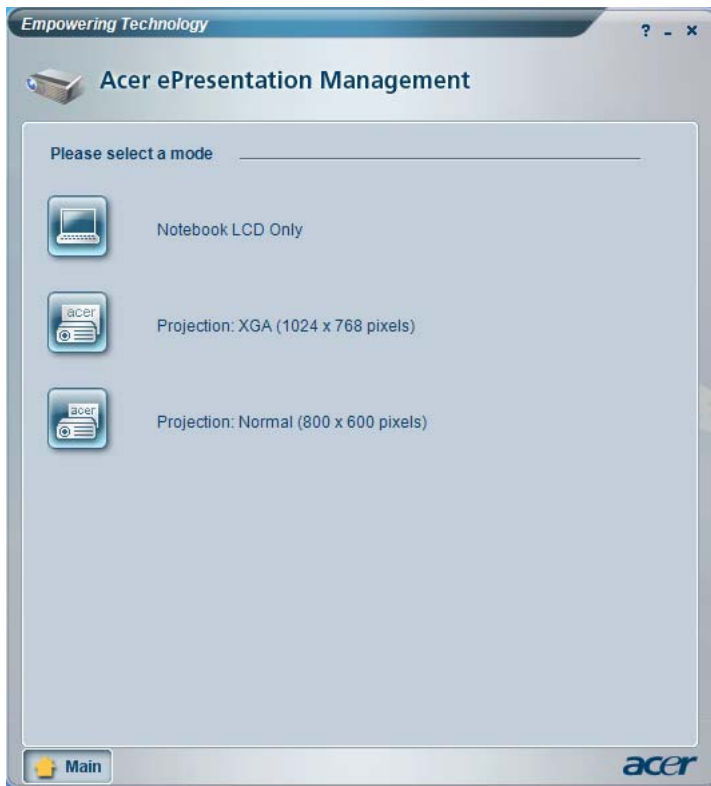 Empowering Technology
? - ×
Acer ePresentation Management
Please select a mode
Notebook LCD Only
acer
Projection: XGA (1024 x 768 pixels)
acer
Projection: Normal (800 x 600 pixels)
Main
acer